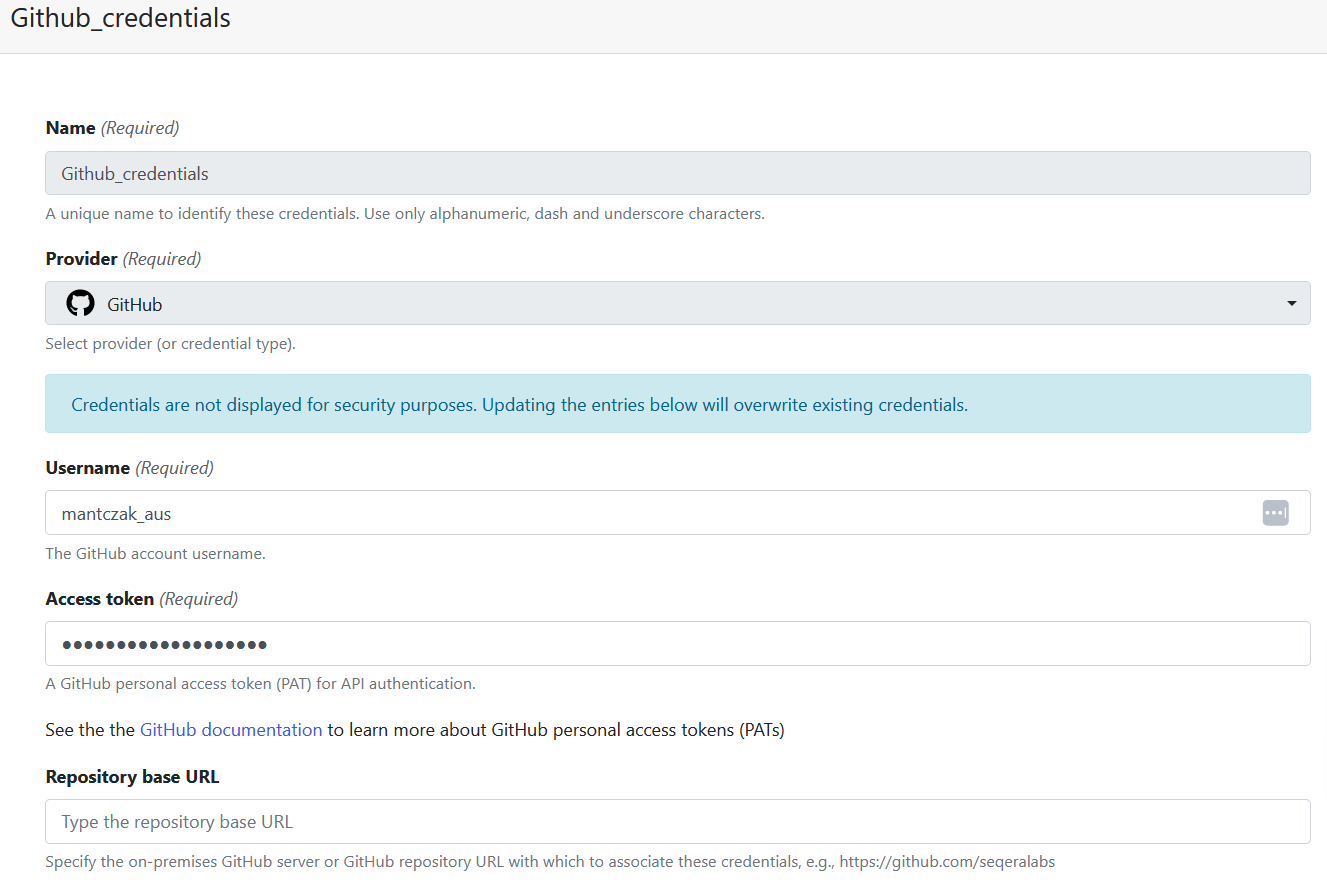 Github_credentials
Name (Required)
Github_credentials
A unique name to identify these credentials. Use only alphanumeric, dash and underscore characters.
Provider (Required)
GitHub
Select provider (or credential type).
Credentials are not displayed for security purposes. Updating the entries below will overwrite existing credentials.
Username (Required)
mantczak_aus
The GitHub account username.
Access token (Required)
●●●●●●●●●●●●●●●●●●●
A GitHub personal access token (PAT) for API authentication.
See the the GitHub documentation to learn more about GitHub personal access tokens (PATs)
Repository base URL
Type the repository base URL
Specify the on-premises GitHub server or GitHub repository URL with which to associate these credentials, e.g., https://github.com/seqeralabs